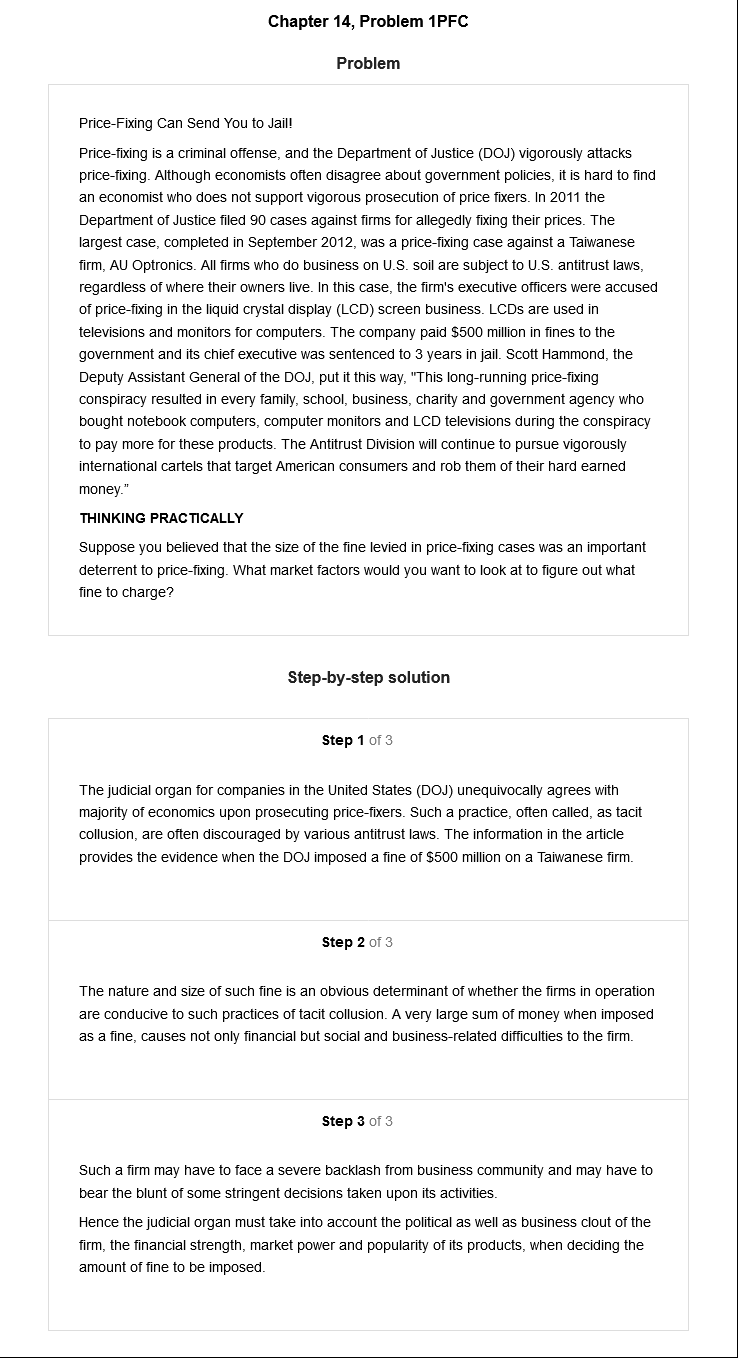 Chapter 14, Problem 1PFC
Problem
Price-Fixing Can Send You to Jail!
Price-fixing is a criminal offense, and the Department of Justice (DOJ) vigorously attacks
price-fixing. Although economists often disagree about government policies, it is hard to find
an economist who does not support vigorous prosecution of price fixers. In 2011 the
Department of Justice filed 90 cases against firms for allegedly fixing their prices. The
largest case, completed in September 2012, was a price-fixing case against a Taiwanese
firm, AU Optronics. All firms who do business on U.S. soil are subject to U.S. antitrust laws,
regardless of where their owners live. In this case, the firm's executive officers were accused
of price-fixing in the liquid crystal display (LCD) screen business. LCDs are used in
televisions and monitors for computers. The company paid $500 million in fines to the
government and its chief executive was sentenced to 3 years in jail. Scott Hammond, the
Deputy Assistant General of the DOJ, put it this way, "This long-running price-fixing
conspiracy resulted in every family, school, business, charity and government agency who
bought notebook computers, computer monitors and LCD televisions during the conspiracy
to pay more for these products. The Antitrust Division will continue to pursue vigorously
international cartels that target American consumers and rob them of their hard earned
money.”
THINKING PRACTICALLY
Suppose you believed that the size of the fine levied in price-fixing cases was an important
deterrent to price-fixing. What market factors would you want to look at to figure out what
fine to charge?
Step-by-step solution
Step 1 of 3
The judicial organ for companies in the United States (DOJ) unequivocally agrees with
majority of economics upon prosecuting price-fixers. Such a practice, often called, as tacit
collusion, are often discouraged by various antitrust laws. The information in the article
provides the evidence when the DOJ imposed a fine of $500 million on a Taiwanese firm.
Step 2 of 3
The nature and size of such fine is an obvious determinant of whether the firms in operation
are conducive to such practices of tacit collusion. A very large sum of money when imposed
as a fine, causes not only financial but social and business-related difficulties to the firm.
Step 3 of 3
Such a firm may have to face a severe backlash from business community and may have to
bear the blunt of some stringent decisions taken upon its activities.
Hence the judicial organ must take into account the political as well as business clout of the
firm, the financial strength, market power and popularity of its products, when deciding the
amount of fine to be imposed.